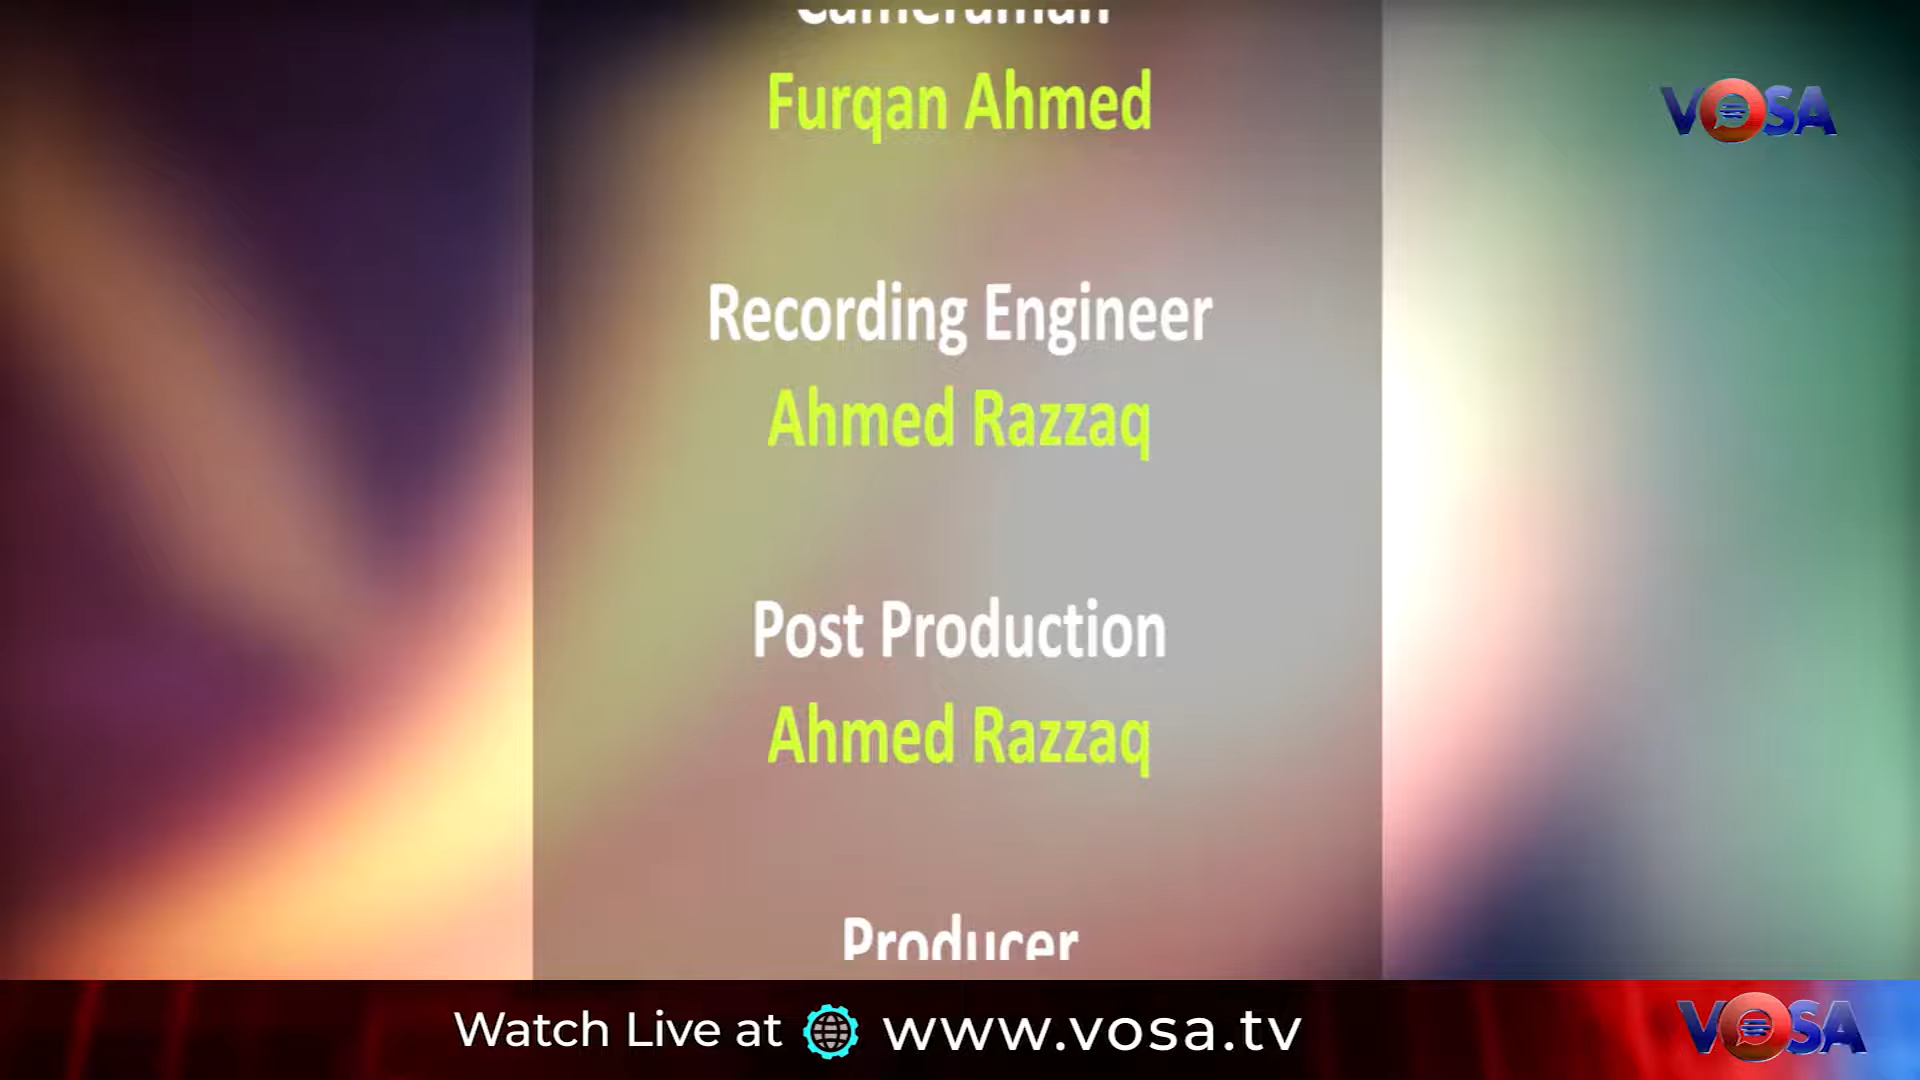 Cameraman
Furqan Ahmed
VOSA
Recording Engineer
Ahmed Razzaq
Post Production
Ahmed Razzaq
Producer
Watch Live at www.vosa.tv
VOSA